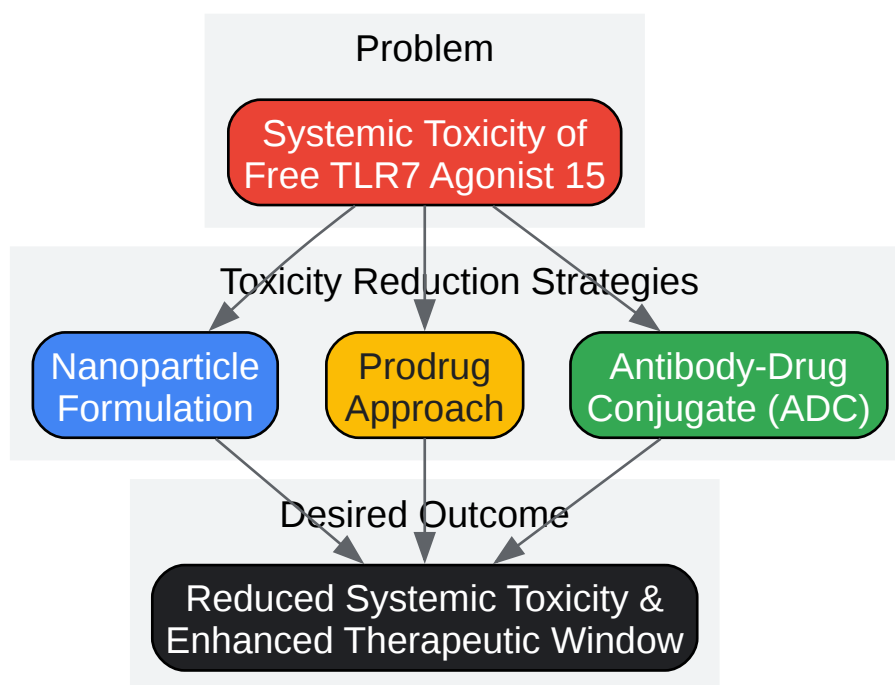 Problem
Systemic Toxicity of
Free TLR7 Agonist 15
Toxicity Reduction Strategies
Nanoparticle
Formulation
Prodrug
Approach
Antibody-Drug
Conjugate (ADC)
Desired Outcome
Reduced Systemic Toxicity &
Enhanced Therapeutic Window